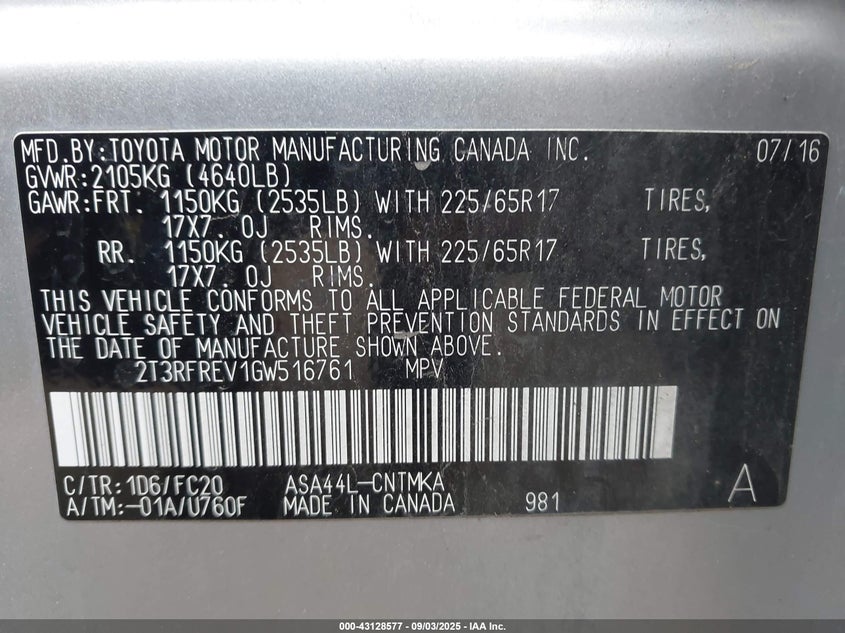 MFD.BY:TOYOTA MOTOR MANUFACTURING CANADA INC. 07/16
GVWR:2105KG (4640LB)
GAWR:FRT. 1150KG (2535LB) WITH 225/65R17 TIRES,
17X7.0J RIMS.
RR. 1150KG (2535LB) WITH 225/65R17 TIRES,
17X7.0J RIMS.
THIS VEHICLE CONFORMS TO ALL APPLICABLE FEDERAL MOTOR
VEHICLE SAFETY AND THEFT PREVENTION STANDARDS IN EFFECT ON
THE DATE OF MANUFACTURE SHOWN ABOVE.
2T3RFREV1GW516761 MPV
C/TR:1D6/FC20 ASA44L-CNTMKA A
A/TM:-01A/U760F MADE IN CANADA 981
000-43128577 - 09/03/2025 - IAA Inc.